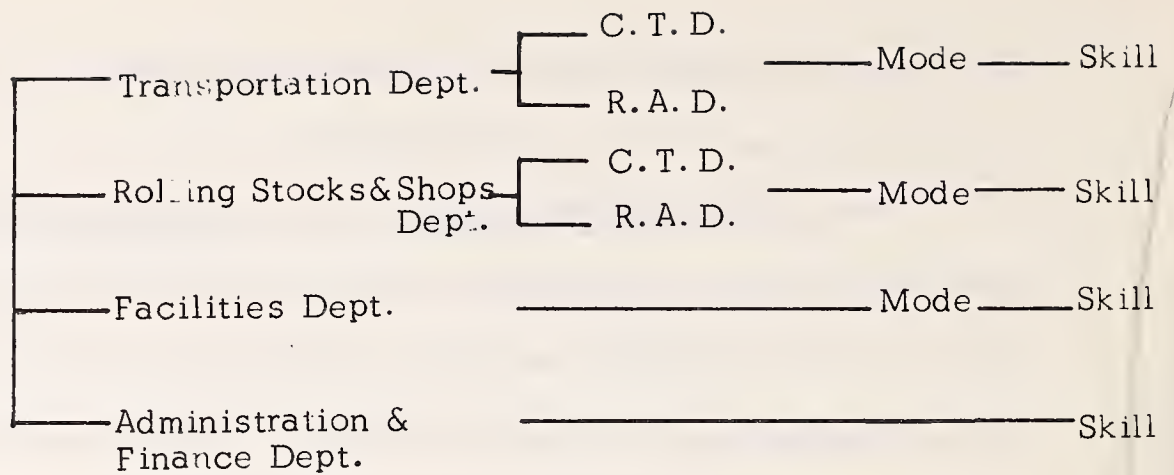 C. T. D.
Transportation Dept. Mode Skill
R. A. D.
C. T. D.
Rolling Stocks&Shops Mode Skill
Dept. R. A. D.
Facilities Dept. Mode Skill
Administration & Skill
Finance Dept.